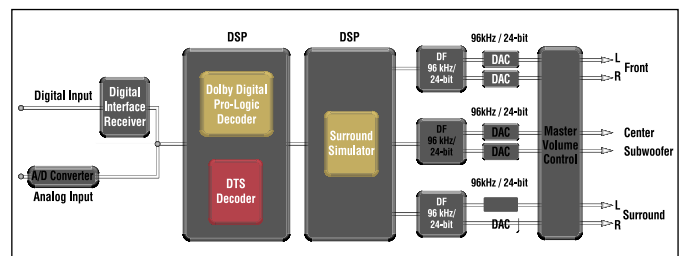 DSP
DSP
96kHz / 24-bit
DF
96 kHz/
24-bit
DAC
DAC
L
R
Front
Digital Input
Digital
Interface
Receiver
Dolby Digital
Pro-Logic
Decoder
Surround
Simulator
96kHz / 24-bit
DF
96 kHz/
24-bit
DAC
DAC
Master
Volume
Control
Center
Subwoofer
A/D Converter
Analog Input
DTS
Decoder
96kHz / 24-bit
DF
96 kHz/
24-bit
DAC
L
R
Surround